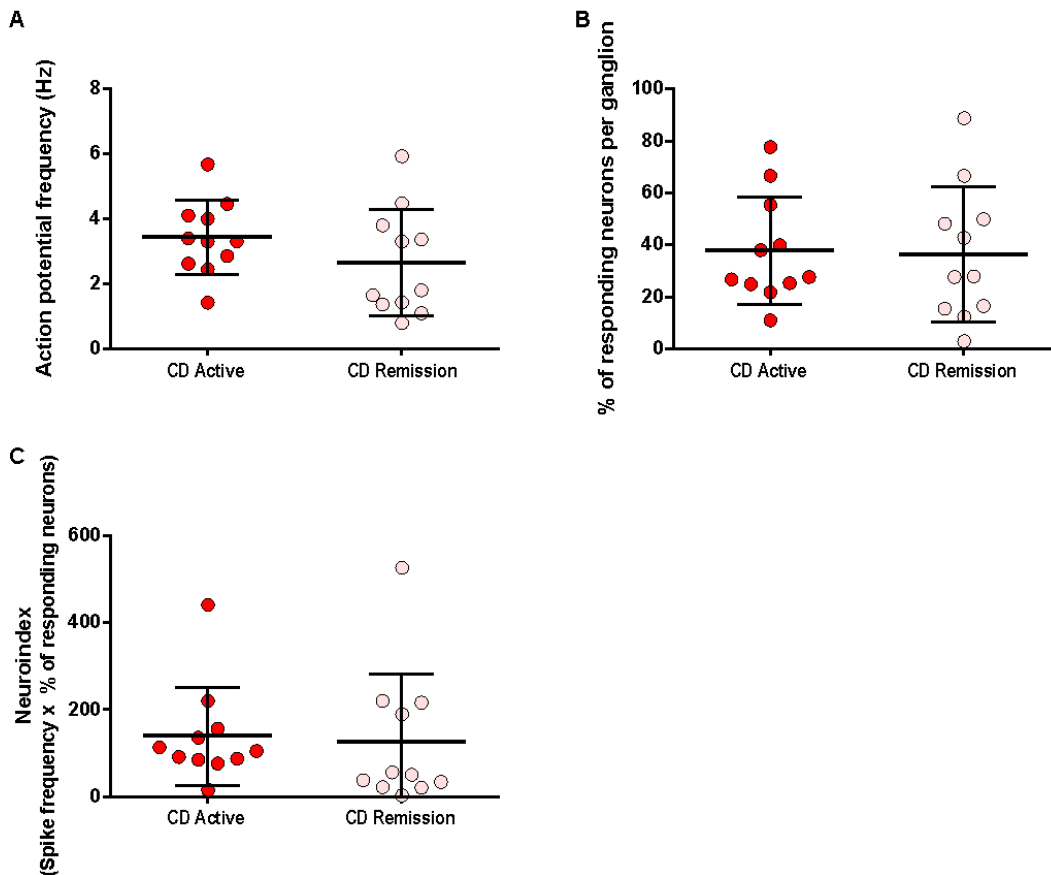 A
Action potential frequency (Hz)
8
6
4
2
0
CD Active
CD Remission
B
% of responding neurons per ganglion
100
80
60
40
20
0
CD Active
CD Remission
C
Neuroindex
(Spike frequency x % of responding neurons)
600
400
200
0
CD Active
CD Remission